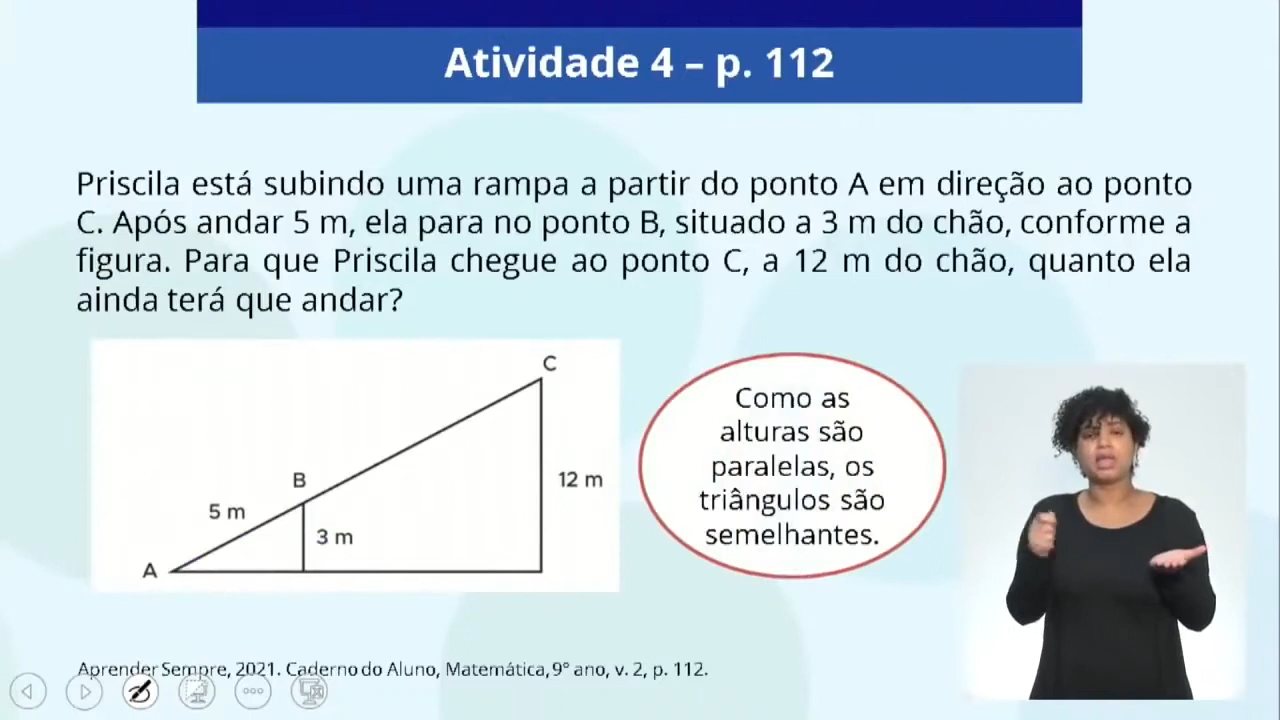 Atividade 4 – p. 112
Priscila está subindo uma rampa a partir do ponto A em direção ao ponto
C. Após andar 5 m, ela para no ponto B, situado a 3 m do chão, conforme a
figura. Para que Priscila chegue ao ponto C, a 12 m do chão, quanto ela
ainda terá que andar?
C
B
12 m
5 m
3 m
A
Como as
alturas são
paralelas, os
triângulos são
semelhantes.
Aprender Sempre, 2021. Caderno do Aluno, Matemática, 9° ano, v. 2, p. 112.